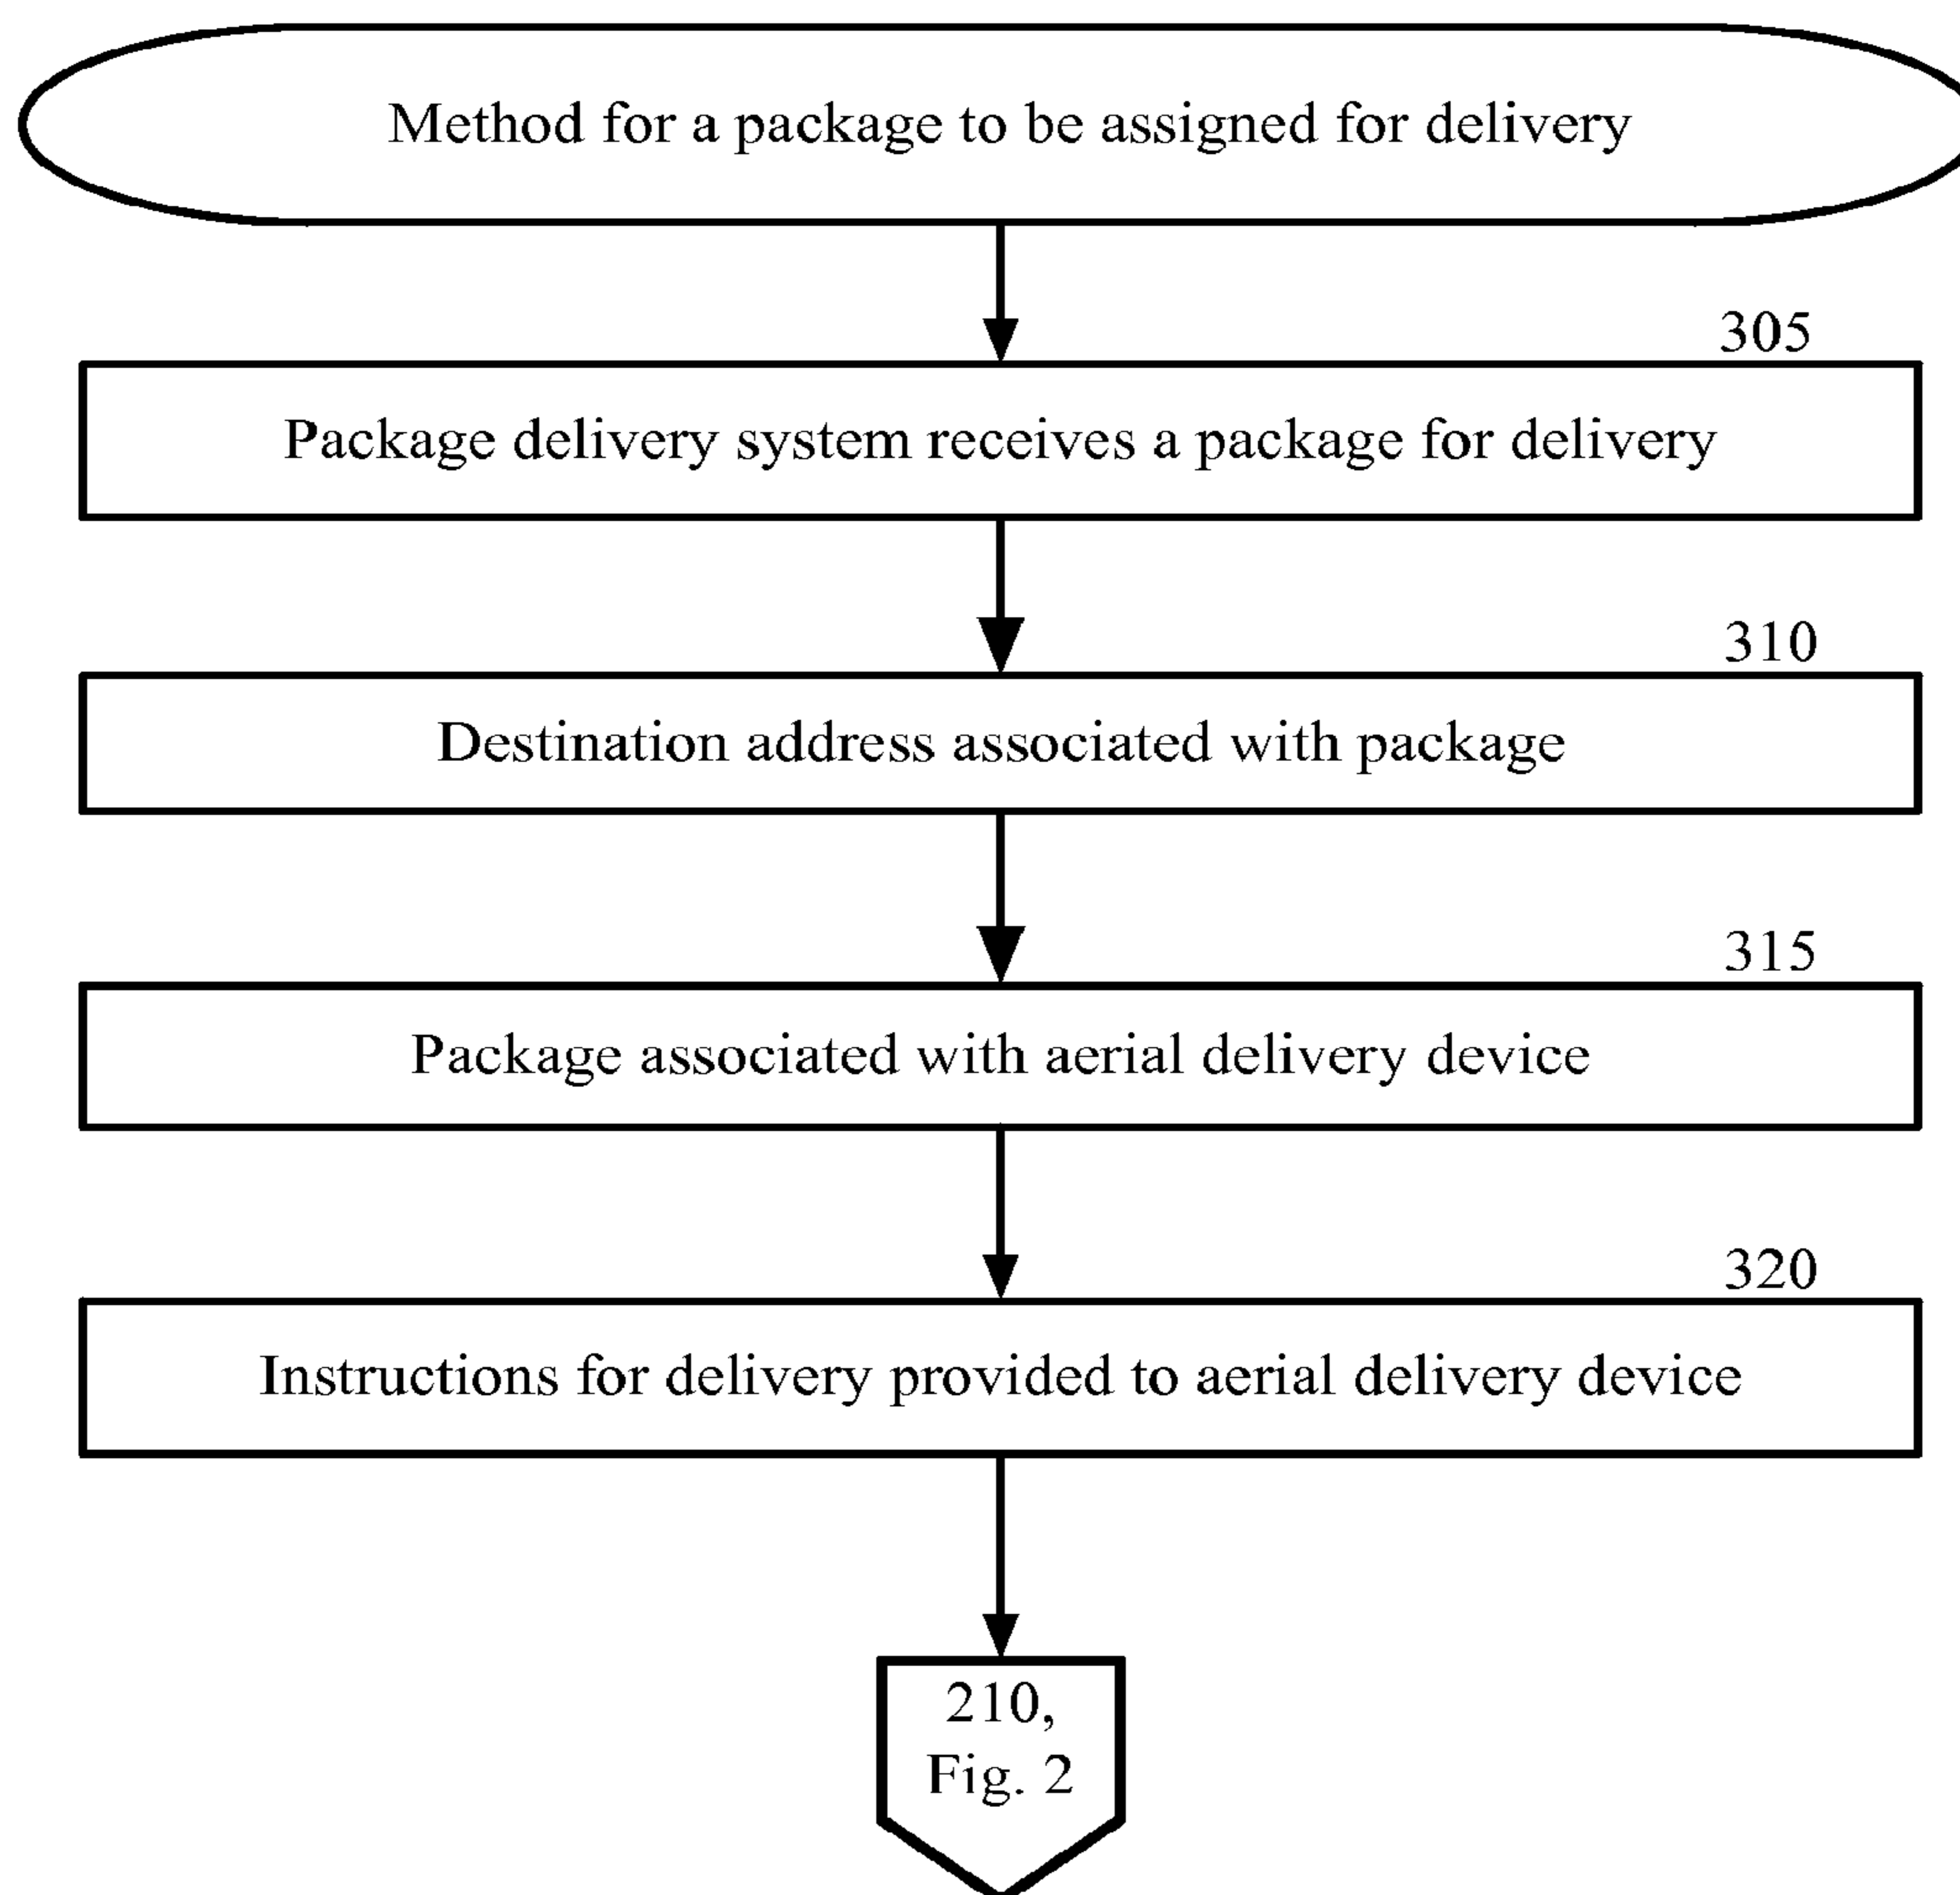 Method for a package to be assigned for delivery
305
Package delivery system receives a package for delivery
310
Destination address associated with package
315
Package associated with aerial delivery device
320
Instructions for delivery provided to aerial delivery device
210,
Fig. 2